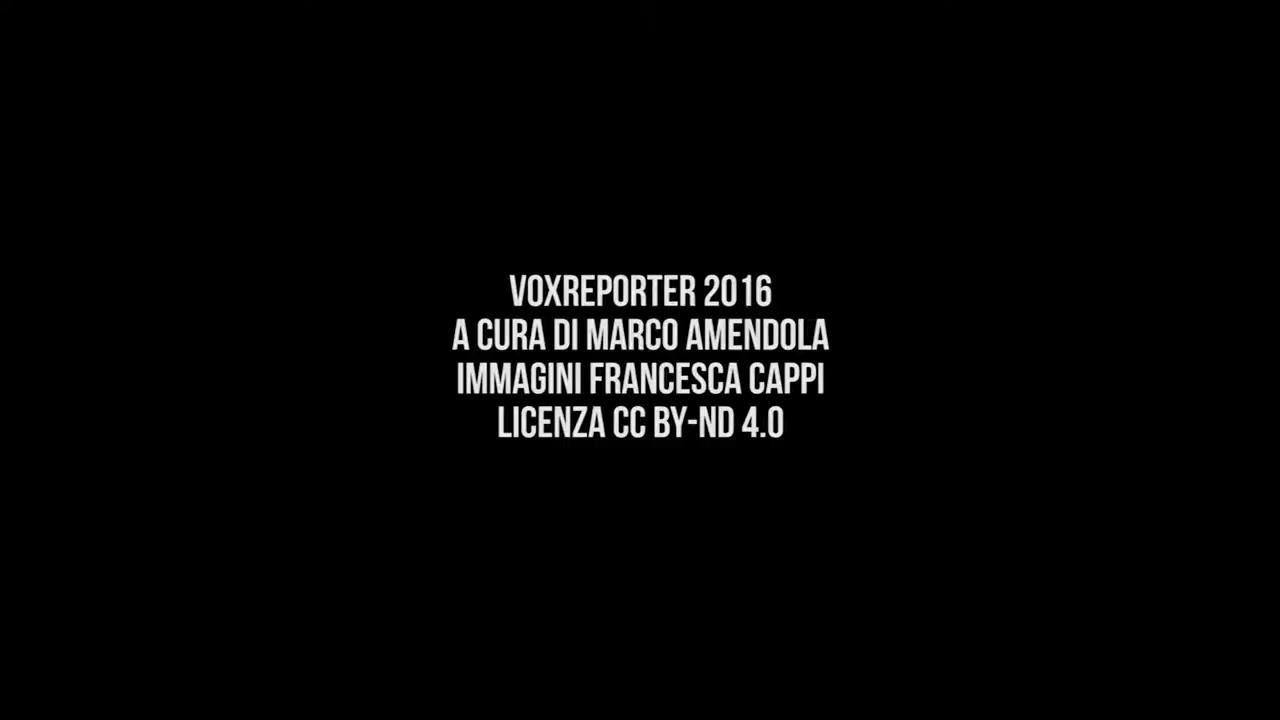 VOXREPORTER 2016
A CURA DI MARCO AMENDOLA
IMMAGINI FRANCESCA CAPPI
LICENZA CC BY-ND 4.0